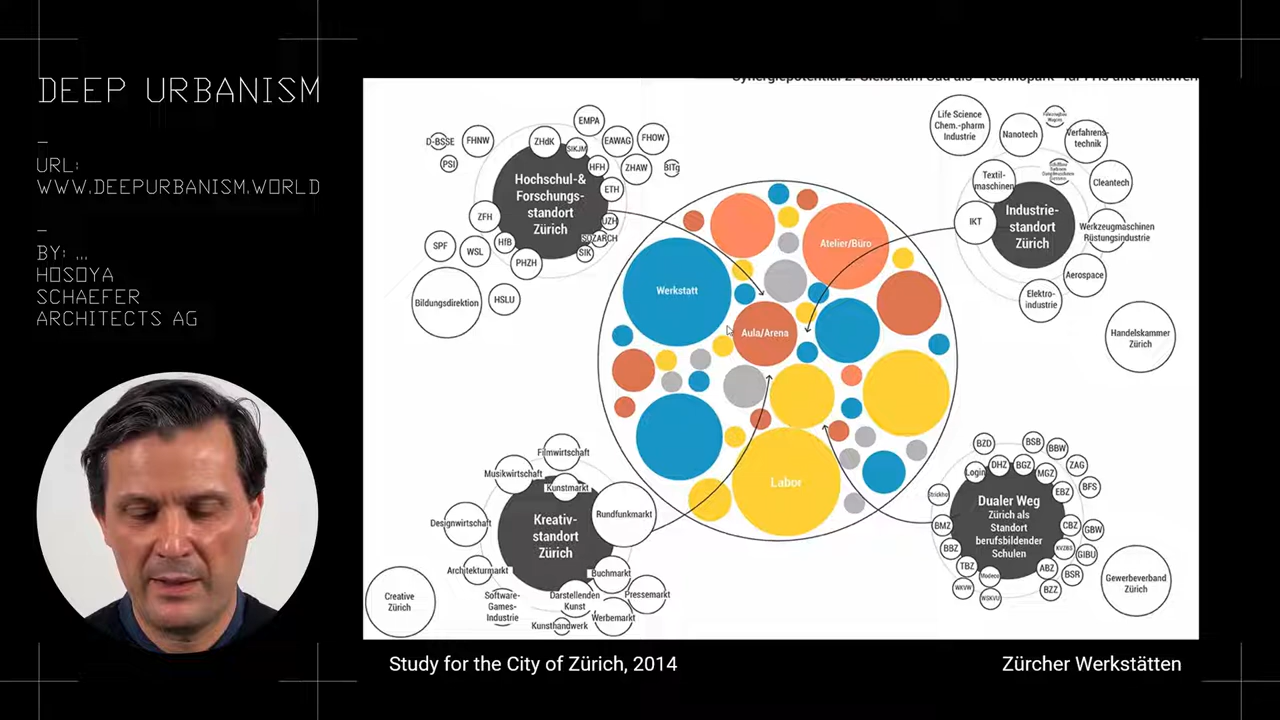 DEEP URBANISM
–
URL:
WWW.DEEPURBANISM.WORLD
–
BY: ...
HOSOYA
SCHAEFER
ARCHITECTS AG
EMPA
D-BSSE
FHNW
ZHdK
SIKJM
EAWAG
FHOW
PSI
HFH
ZHAW
BiTg
Hochschul-&
Forschungs-
standort
Zürich
ETH
ZFH
UZH
SPF
WSL
HfB
SOZARCH
SIK
PHZH
Bildungsdirektion
HSLU
Life Science
Chem.-pharm
Industrie
Nanotech
Verfahrens-
technik
Textil-
maschinen
Cleantech
IKT
Industrie-
standort
Zürich
Werkzeugmaschinen
Rüstungsindustrie
Aerospace
Elektro-
industrie
Handelskammer
Zürich
Atelier/Büro
Werkstatt
Aula/Arena
Labor
Filmwirtschaft
Musikwirtschaft
Kunstmarkt
Rundfunkmarkt
Designwirtschaft
Kreativ-
standort
Zürich
Architekturmarkt
Buchmarkt
Creative
Zürich
Software-
Games-
Industrie
Darstellenden
Kunst
Pressemarkt
Werbemarkt
Kunsthandwerk
BZD
BSB
BBW
Login
DHZ
BGZ
MGZ
ZAG
EBZ
BFS
Dualer Weg
Zürich als
Standort
berufsbildender
Schulen
BMZ
CBZ
GBW
BBZ
GIBU
TBZ
ABZ
BSR
Modeco
WKVW
WSKVU
BZZ
Gewerbeverband
Zürich
Study for the City of Zürich, 2014
Zürcher Werkstätten